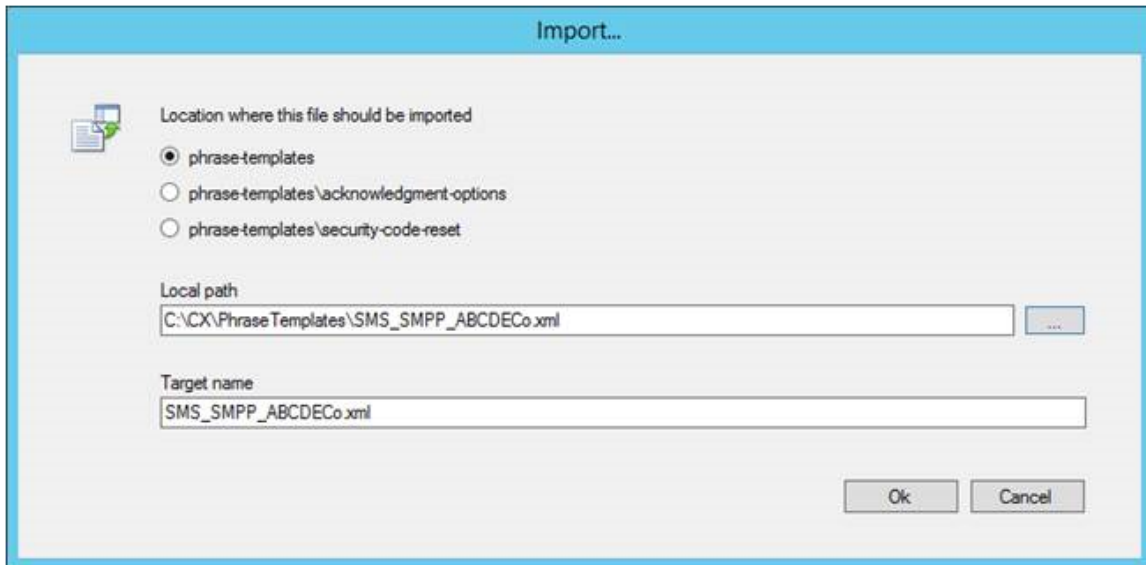 Import...
Location where this file should be imported
phrase-templates
phrase-templates\acknowledgment-options
phrase-templates\security-code-reset
Local path
C:\CX\PhraseTemplates\SMS_SMPP_ABCDECo.xml
...
Target name
SMS_SMPP_ABCDECo.xml
Ok Cancel